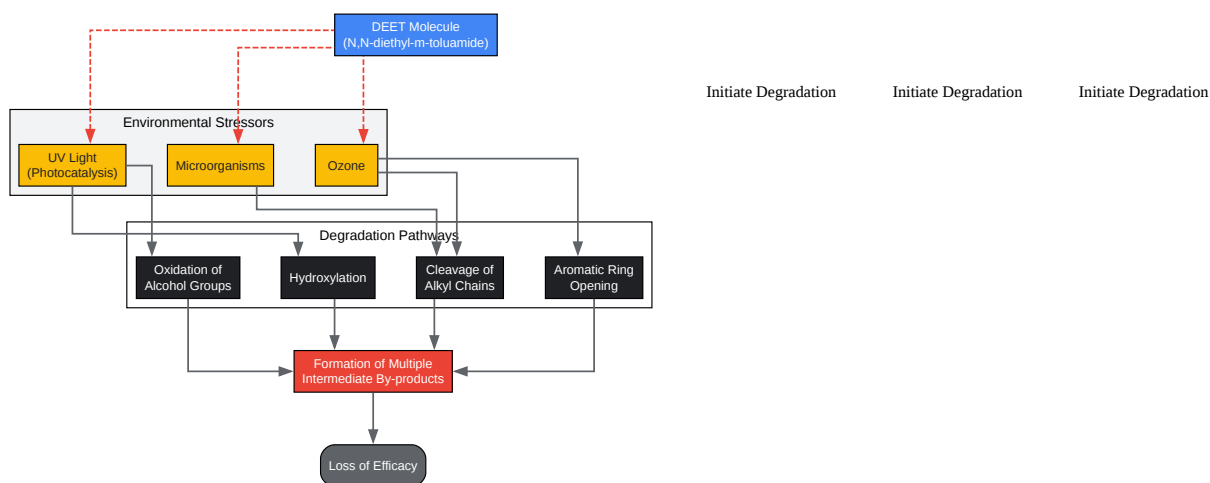 DEET Molecule
(N,N-diethyl-m-toluamide)
Initiate Degradation
Initiate Degradation
Initiate Degradation
Environmental Stressors
UV Light
(Photocatalysis)
Microorganisms
Ozone
Degradation Pathways
Oxidation of
Alcohol Groups
Hydroxylation
Cleavage of
Alkyl Chains
Aromatic Ring
Opening
Formation of Multiple
Intermediate By-products
Loss of Efficacy